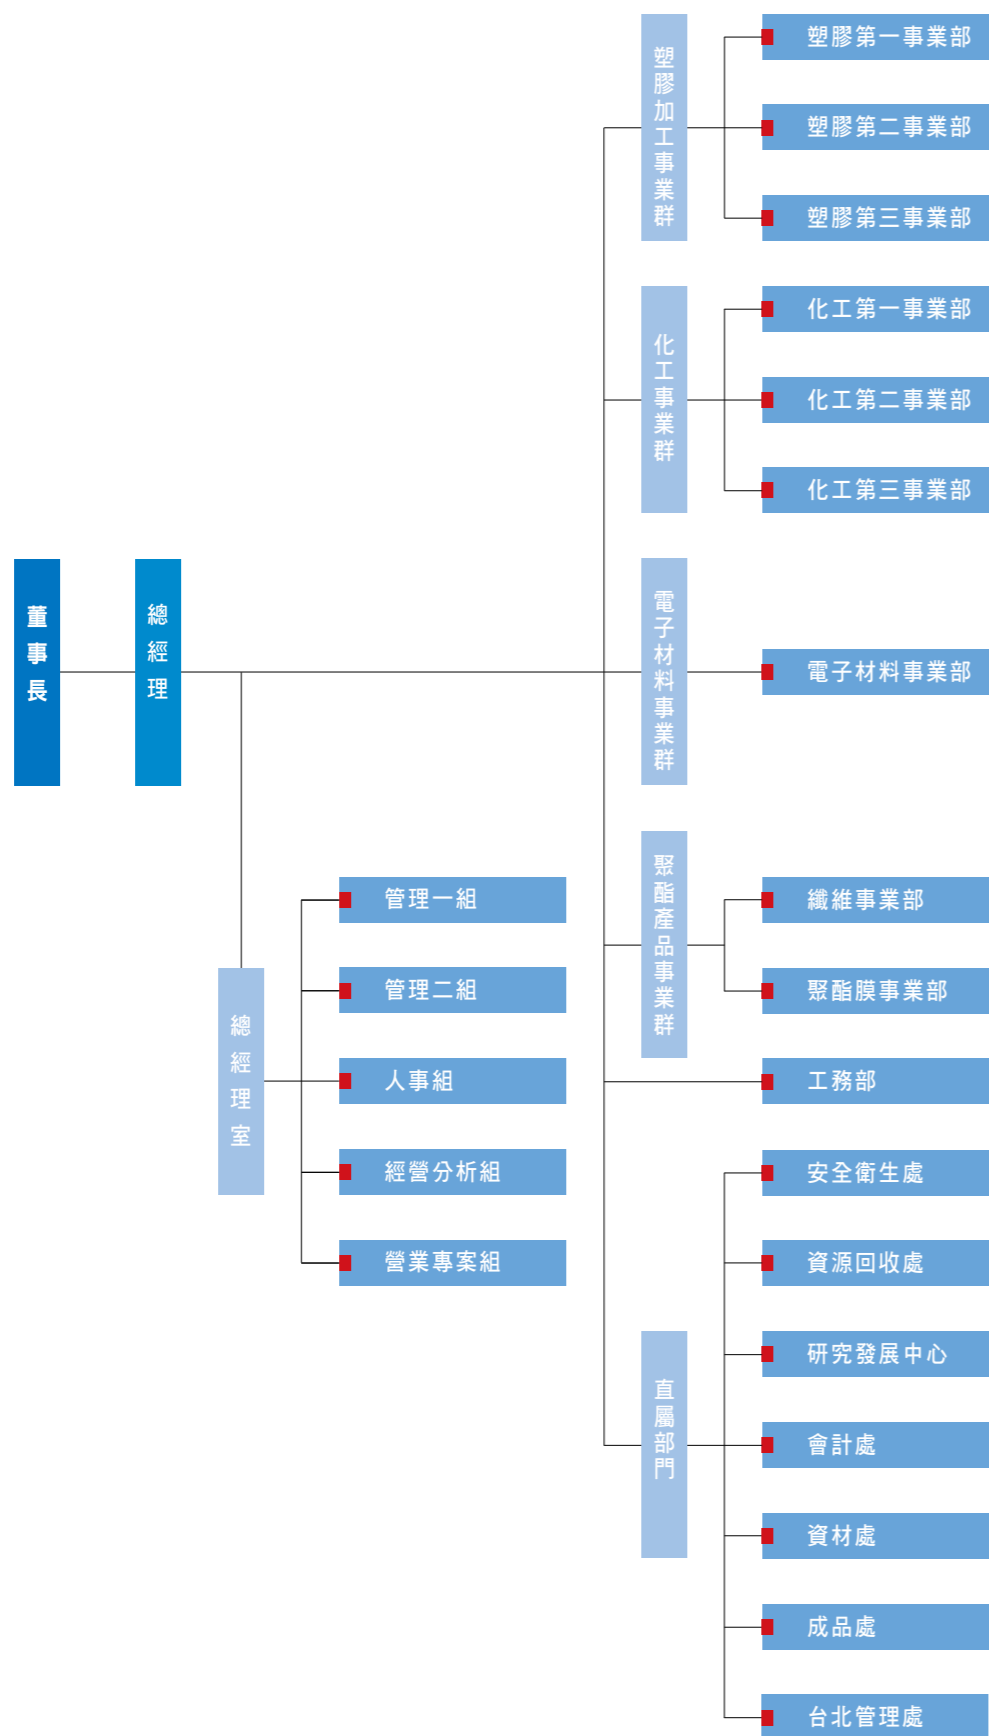 董事長
總經理
塑膠加工事業群
塑膠第一事業部
塑膠第二事業部
塑膠第三事業部
化工事業群
化工第一事業部
化工第二事業部
化工第三事業部
電子材料事業群
電子材料事業部
聚酯產品事業群
纖維事業部
聚酯膜事業部
工務部
直屬部門
安全衛生處
資源回收處
研究發展中心
會計處
資材處
成品處
台北管理處
總經理室
管理一組
管理二組
人事組
經營分析組
營業專案組